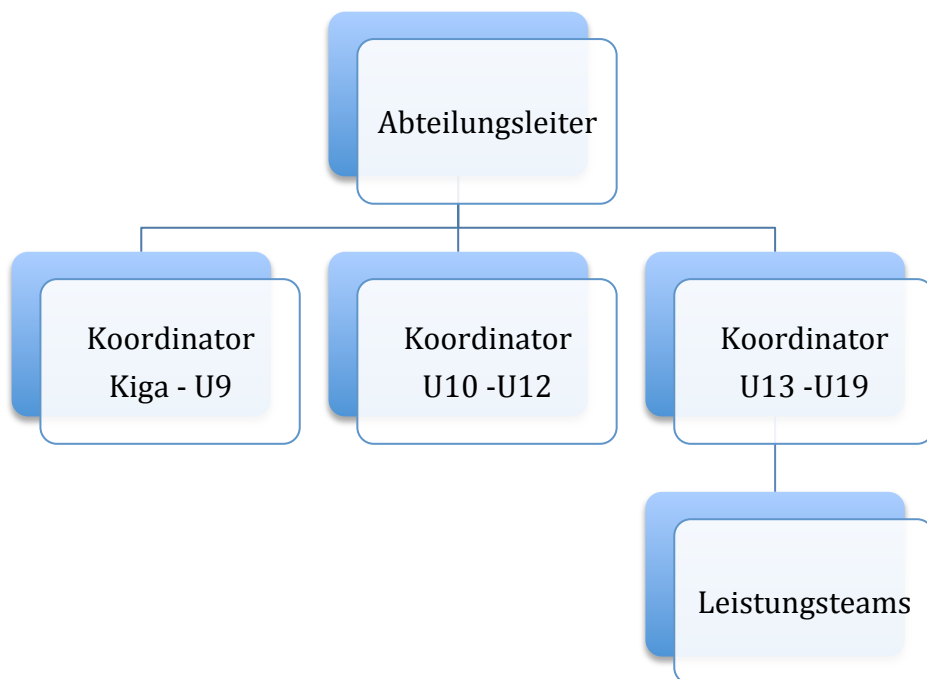 Abteilungsleiter
Koordinator
Kiga - U9
Koordinator
U10 -U12
Koordinator
U13 -U19
Leistungsteams